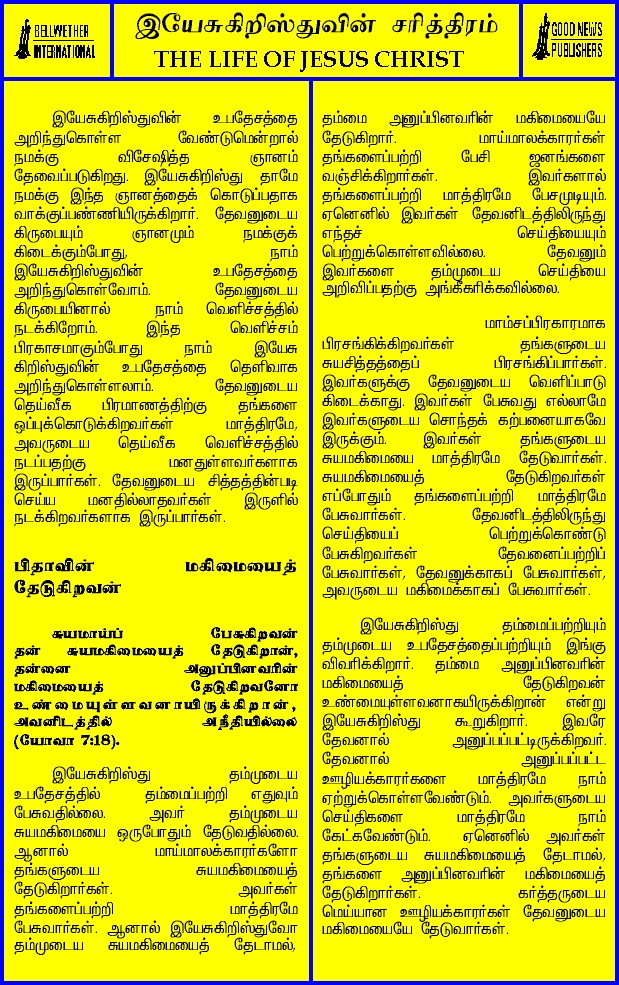 BELLWETHER
INTERNATIONAL
இயேசுகிறிஸ்துவின் சரித்திரம்
THE LIFE OF JESUS CHRIST
GOOD NEWS
PUBLISHERS
இயேசுகிறிஸ்துவின் உபதேசத்தை
அறிந்துகொள்ள வேண்டுமென்றால்
நமக்கு விசேஷித்த ஞானம்
தேவைப்படுகிறது. இயேசுகிறிஸ்து தாமே
நமக்கு இந்த ஞானத்தைக் கொடுப்பதாக
வாக்குப்பண்ணியிருக்கிறார். தேவனுடைய
கிருபையும் ஞானமும் நமக்குக்
கிடைக்கும்போது, நாம்
இயேசுகிறிஸ்துவின் உபதேசத்தை
அறிந்துகொள்வோம். தேவனுடைய
கிருபையினால் நாம் வெளிச்சத்தில்
நடக்கிறோம். இந்த வெளிச்சம்
பிரகாசமாகும்போது நாம் இயேசு
கிறிஸ்துவின் உபதேசத்தை தெளிவாக
அறிந்துகொள்ளலாம். தேவனுடைய
தெய்வீக பிரமாணத்திற்கு தங்களை
ஒப்புக்கொடுக்கிறவர்கள் மாத்திரமே,
அவருடைய தெய்வீக வெளிச்சத்தில்
நடப்பதற்கு மனதுள்ளவர்களாக
இருப்பார்கள். தேவனுடைய சித்தத்தின்படி
செய்ய மனதில்லாதவர்கள் இருளில்
நடக்கிறவர்களாக இருப்பார்கள்.
பிதாவின் மகிமையைத்
தேடுகிறவன்
சுயமாய்ப் பேசுகிறவன்
தன் சுயமகிமையைத் தேடுகிறான்,
தன்னை அனுப்பினவரின்
மகிமையைத் தேடுகிறவனோ
உண்மையுள்ளவனாயிருக்கிறான்,
அவனிடத்தில் அநீதியில்லை
(யோவா 7:18).
இயேசுகிறிஸ்து தம்முடைய
உபதேசத்தில் தம்மைப்பற்றி எதுவும்
பேசுவதில்லை. அவர் தம்முடைய
சுயமகிமையை ஒருபோதும் தேடுவதில்லை.
ஆனால் மாய்மாலக்காரர்களோ
தங்களுடைய சுயமகிமையைத்
தேடுகிறார்கள். அவர்கள்
தங்களைப்பற்றி மாத்திரமே
பேசுவார்கள். ஆனால் இயேசுகிறிஸ்துவோ
தம்முடைய சுயமகிமையைத் தேடாமல்,
தம்மை அனுப்பினவரின் மகிமையையே
தேடுகிறார். மாய்மாலக்காரர்கள்
தங்களைப்பற்றி பேசி ஜனங்களை
வஞ்சிக்கிறார்கள். இவர்களால்
தங்களைப்பற்றி மாத்திரமே பேசமுடியும்.
ஏனெனில் இவர்கள் தேவனிடத்திலிருந்து
எந்தச் செய்தியையும்
பெற்றுக்கொள்ளவில்லை. தேவனும்
இவர்களை தம்முடைய செய்தியை
அறிவிப்பதற்கு அங்கீகரிக்கவில்லை.
மாம்சப்பிரகாரமாக
பிரசங்கிக்கிறவர்கள் தங்களுடைய
சுயசித்தத்தைப் பிரசங்கிப்பார்கள்.
இவர்களுக்கு தேவனுடைய வெளிப்பாடு
கிடைக்காது. இவர்கள் பேசுவது எல்லாமே
இவர்களுடைய சொந்தக் கற்பனையாகவே
இருக்கும். இவர்கள் தங்களுடைய
சுயமகிமையை மாத்திரமே தேடுவார்கள்.
சுயமகிமையைத் தேடுகிறவர்கள்
எப்போதும் தங்களைப்பற்றி மாத்திரமே
பேசுவார்கள். தேவனிடத்திலிருந்து
செய்தியைப் பெற்றுக்கொண்டு
பேசுகிறவர்கள் தேவனைப்பற்றிப்
பேசுவார்கள், தேவனுக்காகப் பேசுவார்கள்,
அவருடைய மகிமைக்காகப் பேசுவார்கள்.
இயேசுகிறிஸ்து தம்மைப்பற்றியும்
தம்முடைய உபதேசத்தைப்பற்றியும் இங்கு
விவரிக்கிறார். தம்மை அனுப்பினவரின்
மகிமையைத் தேடுகிறவன்
உண்மையுள்ளவனாகயிருக்கிறான் என்று
இயேசுகிறிஸ்து கூறுகிறார். இவரே
தேவனால் அனுப்பப்பட்டிருக்கிறவர்.
தேவனால் அனுப்பப்பட்ட
ஊழியக்காரர்களை மாத்திரமே நாம்
ஏற்றுக்கொள்ளவேண்டும். அவர்களுடைய
செய்திகளை மாத்திரமே நாம்
கேட்கவேண்டும். ஏனெனில் அவர்கள்
தங்களுடைய சுயமகிமையைத் தேடாமல்,
தங்களை அனுப்பினவரின் மகிமையைத்
தேடுகிறார்கள். கர்த்தருடைய
மெய்யான ஊழியக்காரர்கள் தேவனுடைய
மகிமையையே தேடுவார்கள்.